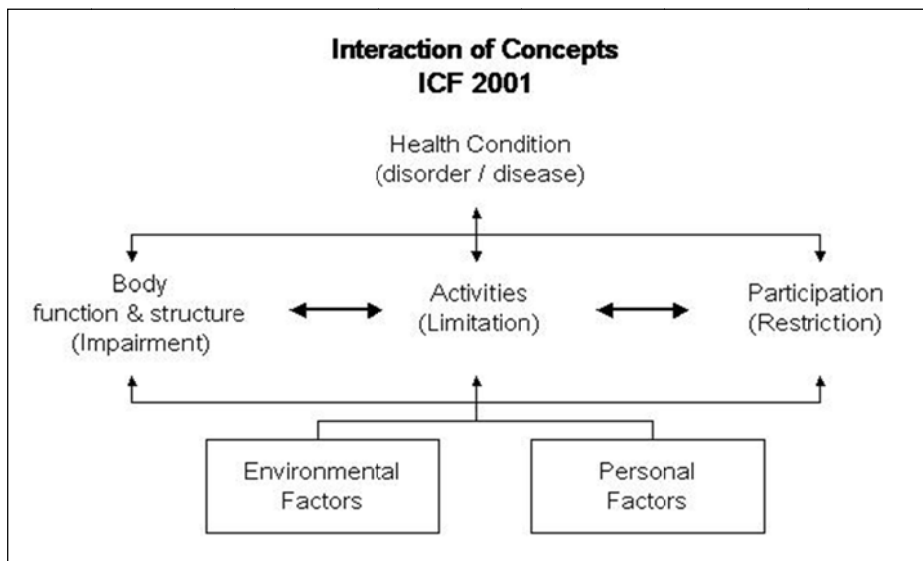 Interaction of Concepts
ICF 2001
Health Condition
(disorder / disease)
Body
function & structure
(Impairment)
Activities
(Limitation)
Participation
(Restriction)
Environmental
Factors
Personal
Factors